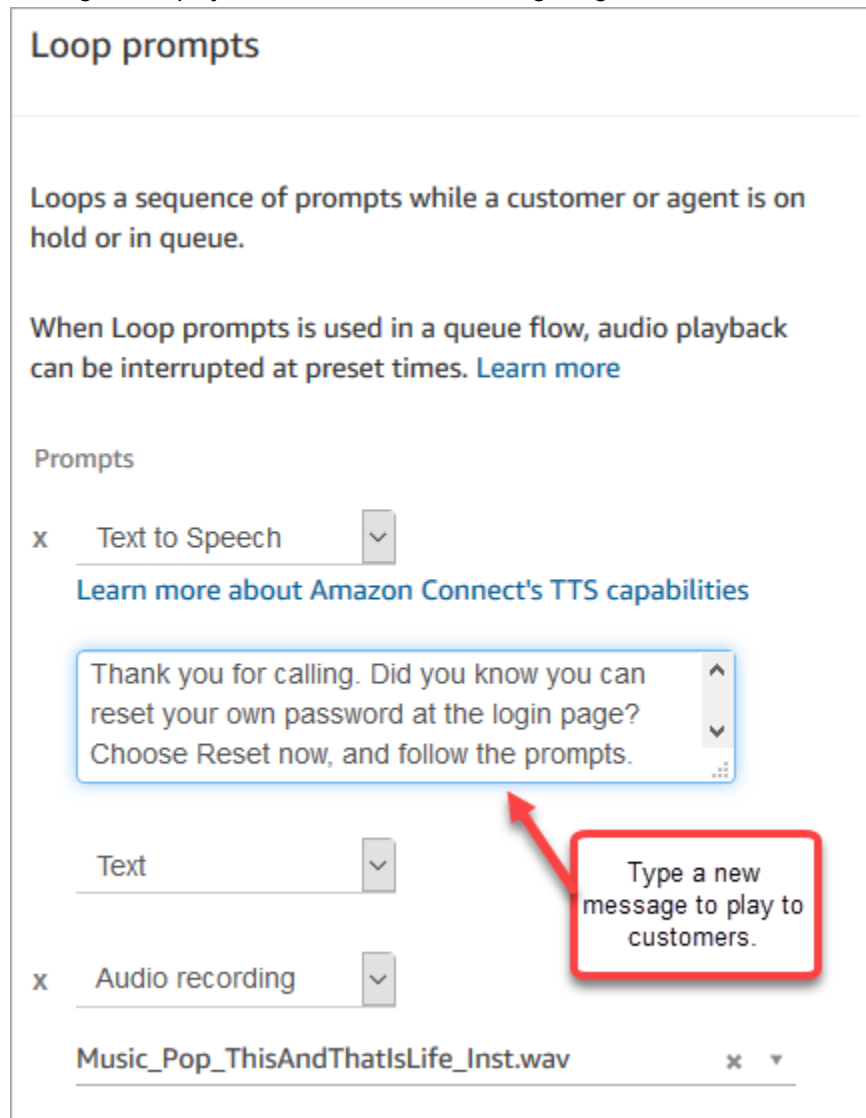 Loop prompts
Loops a sequence of prompts while a customer or agent is on
hold or in queue.
When Loop prompts is used in a queue flow, audio playback
can be interrupted at preset times. Learn more
Prompts
x Text to Speech
Learn more about Amazon Connect's TTS capabilities
Thank you for calling. Did you know you can
reset your own password at the login page?
Choose Reset now, and follow the prompts.
Text
Type a new
message to play to
customers.
x Audio recording
Music_Pop_ThisAndThatIsLife_Inst.wav